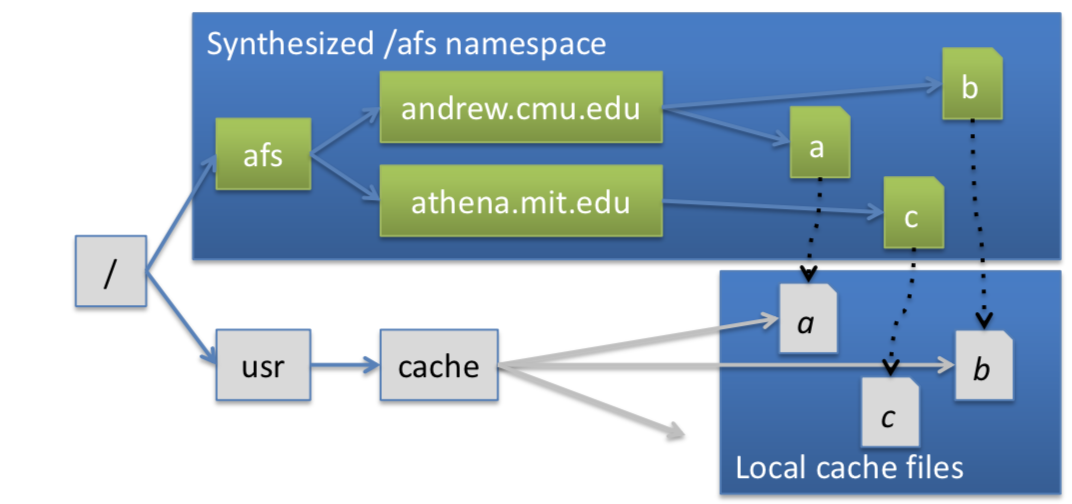 Synthesized /afs namespace
b
andrew.cmu.edu
a
afs
athena.mit.edu
c
/
a
usr
cache
b
c
Local cache files